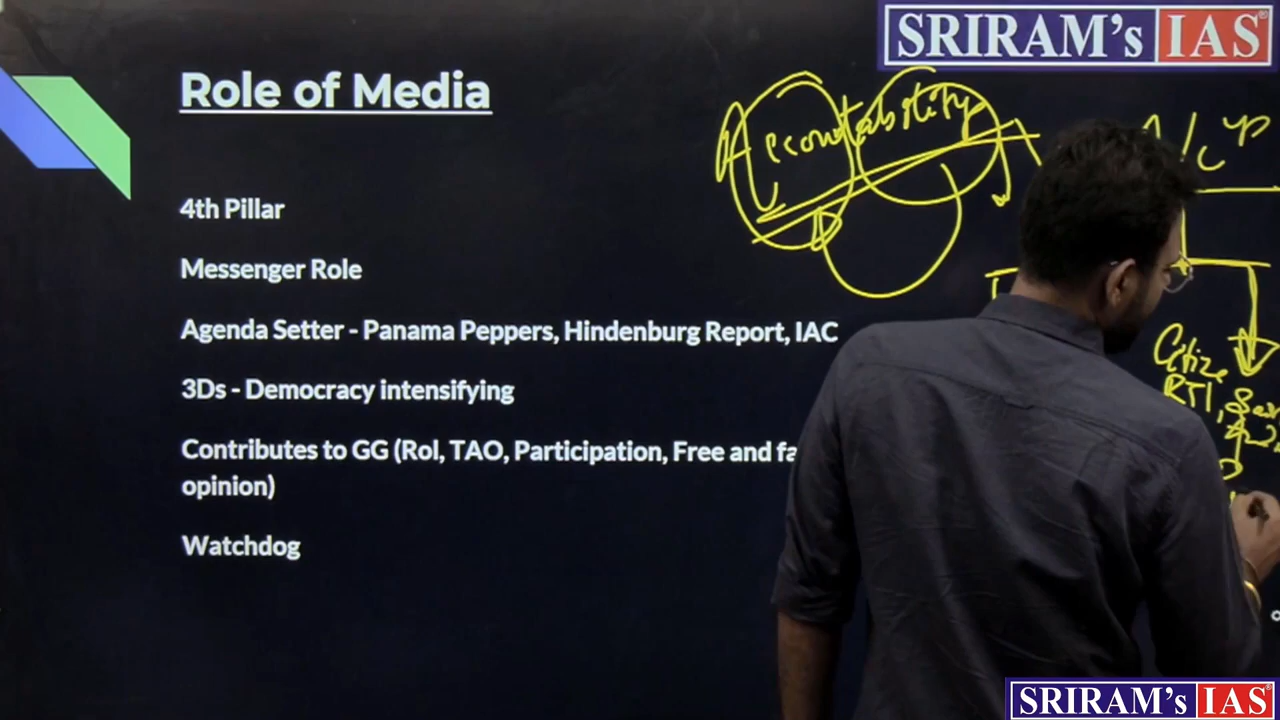 SRIRAM's IAS®
Role of Media
Accountability
4th Pillar
Messenger Role
Agenda Setter - Panama Peppers, Hindenburg Report, IAC
Citize
RTI,
3Ds - Democracy intensifying
Contributes to GG (RoI, TAO, Participation, Free and fa
opinion)
Watchdog
SRIRAM's IAS®